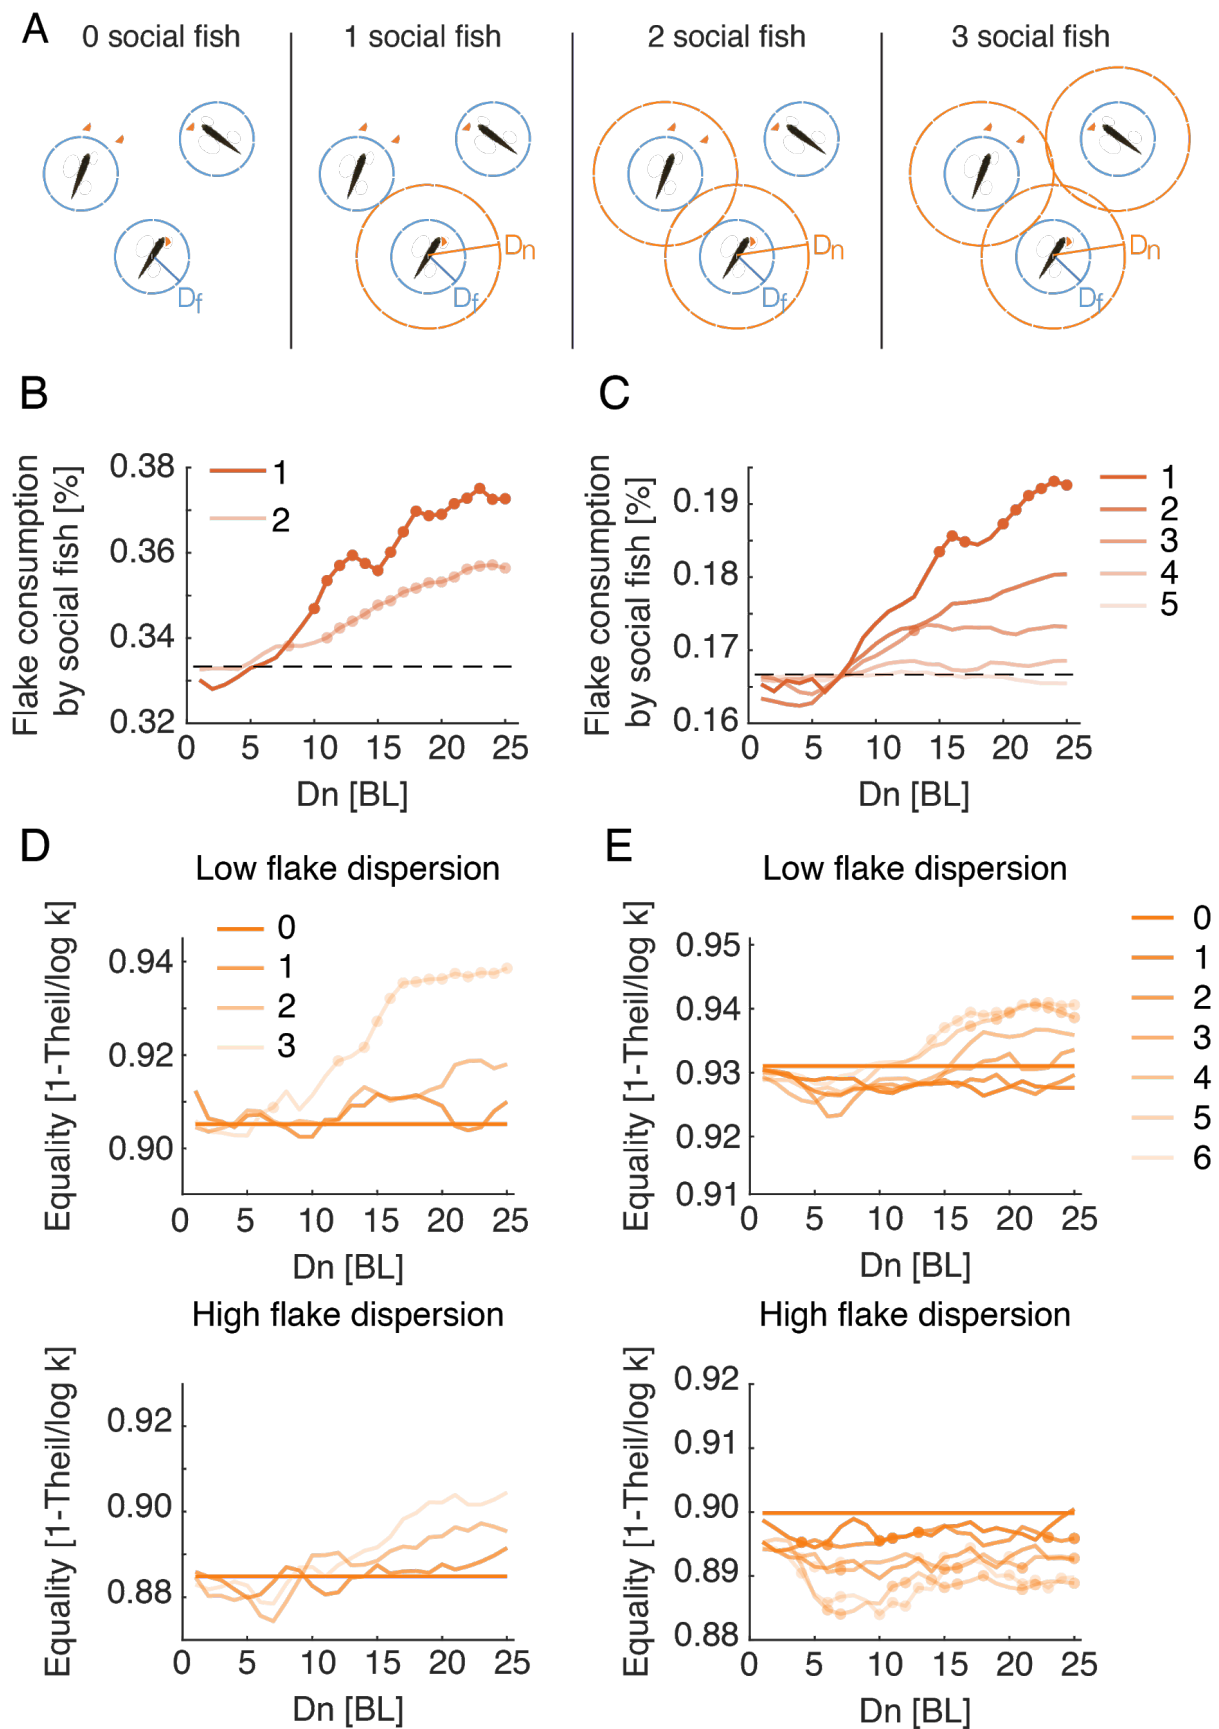 A
0 social fish
1 social fish
2 social fish
3 social fish
Df
Dn
Df
Dn
Df
Dn
Df
B
Flake consumption
by social fish [%]
0.38
0.36
0.34
0.32
1
2
0 5 10 15 20 25
Dn [BL]
C
Flake consumption
by social fish [%]
0.19
0.18
0.17
0.16
0 5 10 15 20 25
Dn [BL]
1
2
3
4
5
D
Low flake dispersion
Equality [1-Theil/log k]
0.94
0.92
0.90
0
1
2
3
0 5 10 15 20 25
Dn [BL]
E
Low flake dispersion
Equality [1-Theil/log k]
0.95
0.94
0.93
0.92
0.91
0 5 10 15 20 25
Dn [BL]
0
1
2
3
4
5
6
High flake dispersion
Equality [1-Theil/log k]
0.92
0.90
0.88
0 5 10 15 20 25
Dn [BL]
High flake dispersion
Equality [1-Theil/log k]
0.92
0.91
0.90
0.89
0.88
0 5 10 15 20 25
Dn [BL]